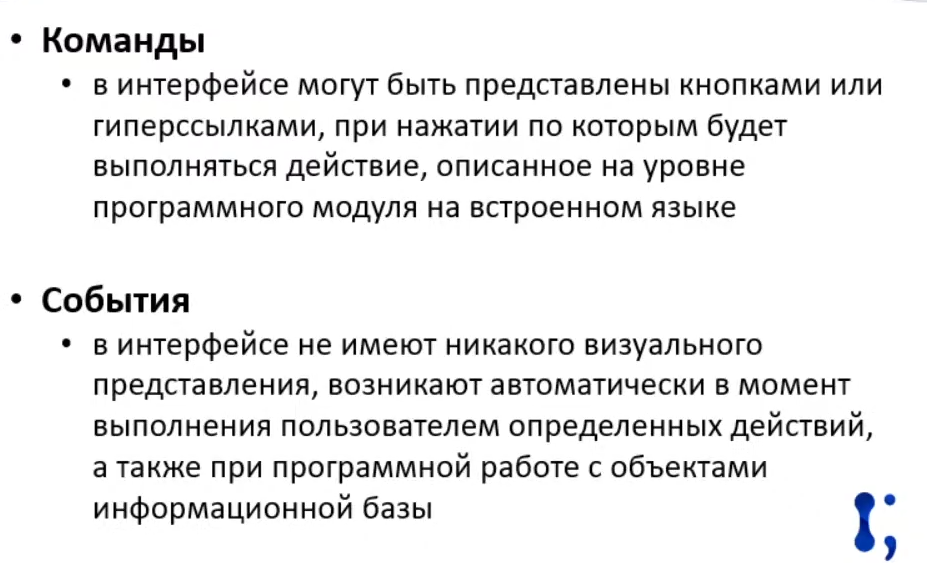 • Команды
• в интерфейсе могут быть представлены кнопками или
гиперссылками, при нажатии по которым будет
выполняться действие, описанное на уровне
программного модуля на встроенном языке
• События
• в интерфейсе не имеют никакого визуального
представления, возникают автоматически в момент
выполнения пользователем определенных действий,
а также при программной работе с объектами
информационной базы